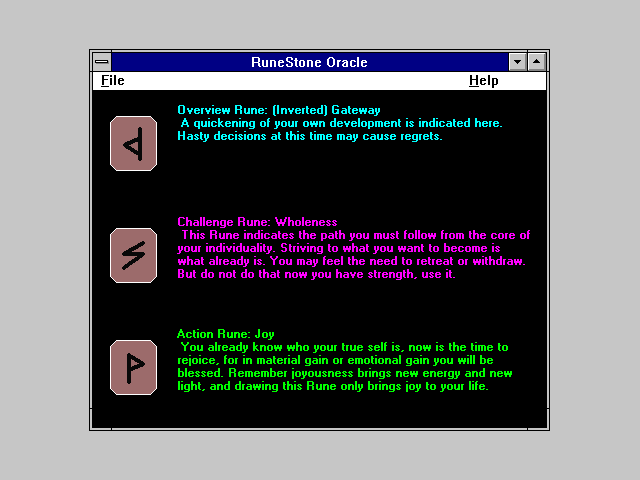 RuneStone Oracle
File Help
Overview Rune: (Inverted) Gateway
A quickening of your own development is indicated here.
Hasty decisions at this time may cause regrets.
Challenge Rune: Wholeness
This Rune indicates the path you must follow from the core of
your individuality. Striving to what you want to become is
what already is. You may feel the need to retreat or withdraw.
But do not do that now you have strength, use it.
Action Rune: Joy
You already know who your true self is, now is the time to
rejoice, for in material gain or emotional gain you will be
blessed. Remember joyousness brings new energy and new
light, and drawing this Rune only brings joy to your life.